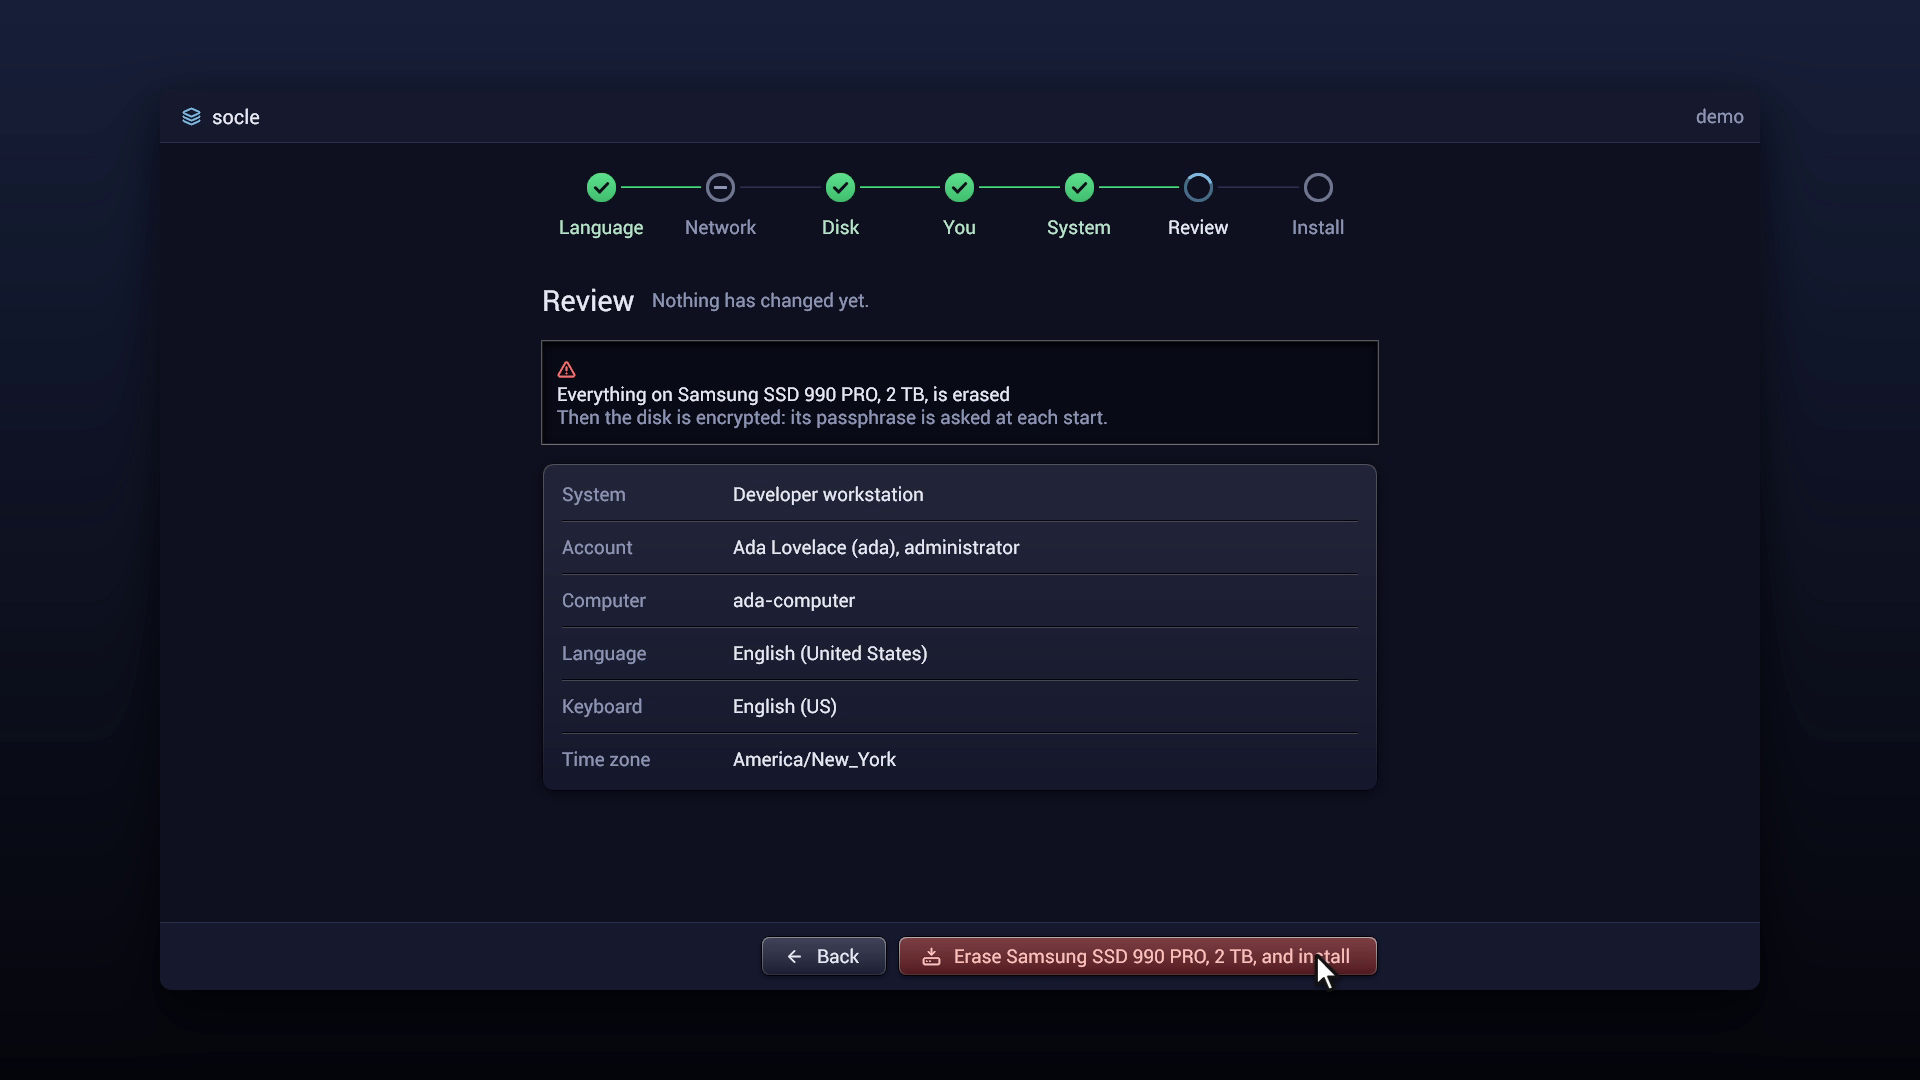 socle
demo
Language
Network
Disk
You
System
Review
Install
Review
Nothing has changed yet.
Everything on Samsung SSD 990 PRO, 2 TB, is erased
Then the disk is encrypted: its passphrase is asked at each start.
System
Developer workstation
Account
Ada Lovelace (ada), administrator
Computer
ada-computer
Language
English (United States)
Keyboard
English (US)
Time zone
America/New_York
Back
Erase Samsung SSD 990 PRO, 2 TB, and install